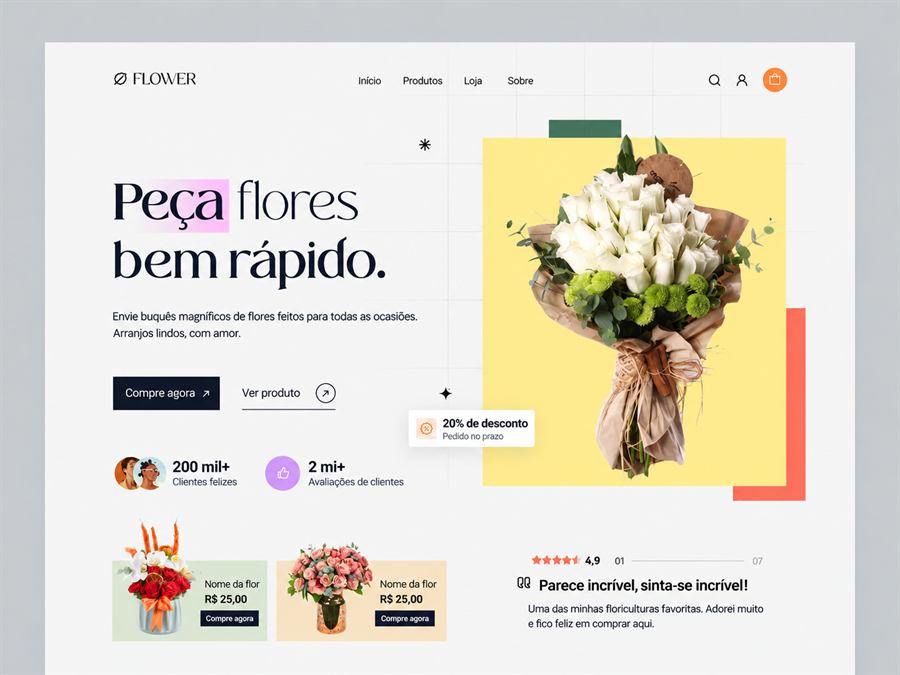 FLOWER
Início Produtos Loja Sobre
Peça flores
bem rápido.
Envie buquês magníficos de flores feitos para todas as ocasiões.
Arranjos lindos, com amor.
Compre agora
Ver produto
20% de desconto
Pedido no prazo
200 mil+
Clientes felizes
2 mi+
Avaliações de clientes
Nome da flor
R$ 25,00
Compre agora
Nome da flor
R$ 25,00
Compre agora
4,9 01 07
Parece incrível, sinta-se incrível!
Uma das minhas floriculturas favoritas. Adorei muito
e fico feliz em comprar aqui.